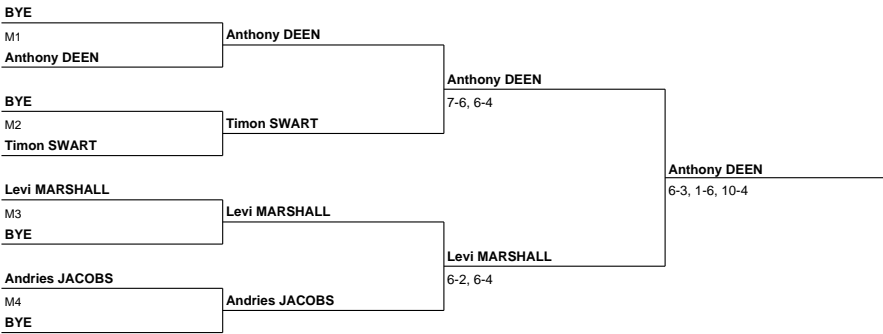 BYE
M1
Anthony DEEN
BYE
M2
Timon SWART
Levi MARSHALL
M3
BYE
Andries JACOBS
M4
BYE
Anthony DEEN
Timon SWART
Levi MARSHALL
Andries JACOBS
Anthony DEEN
7-6, 6-4
Levi MARSHALL
6-2, 6-4
Anthony DEEN
6-3, 1-6, 10-4